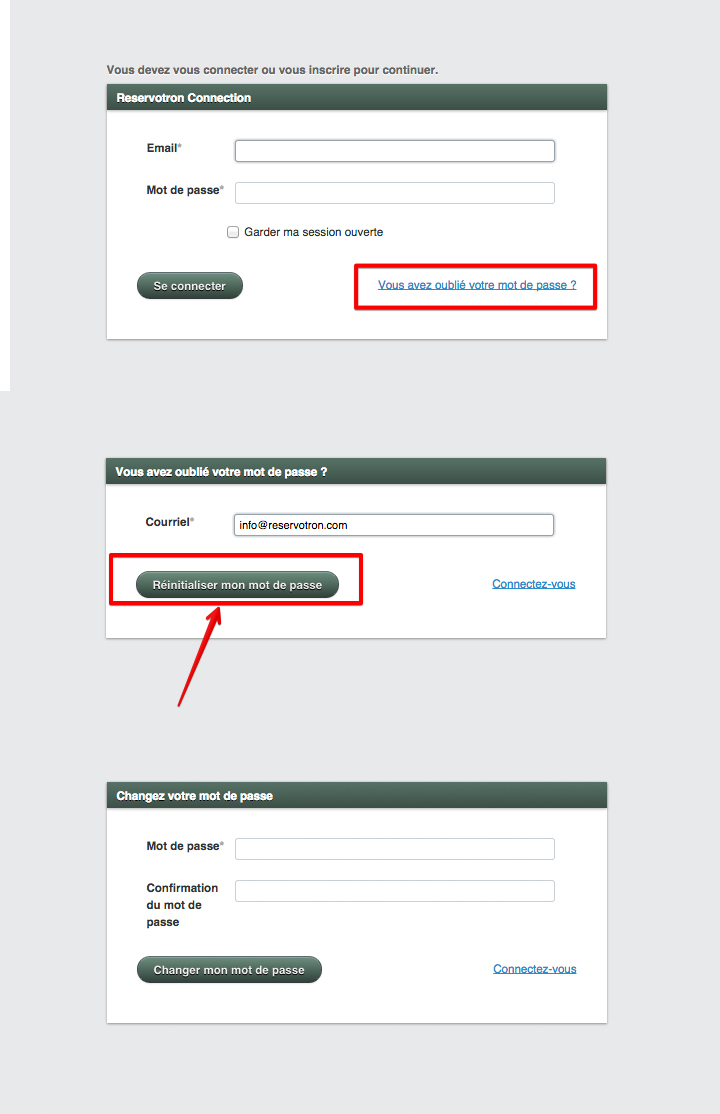 Vous devez vous connecter ou vous inscrire pour continuer.
Reservotron Connection
Email*
Mot de passe*
Garder ma session ouverte
Se connecter
Vous avez oublié votre mot de passe ?
Vous avez oublié votre mot de passe ?
Courriel*
info@reservotron.com
Réinitialiser mon mot de passe
Connectez-vous
Changez votre mot de passe
Mot de passe*
Confirmation
du mot de
passe
Changer mon mot de passe
Connectez-vous